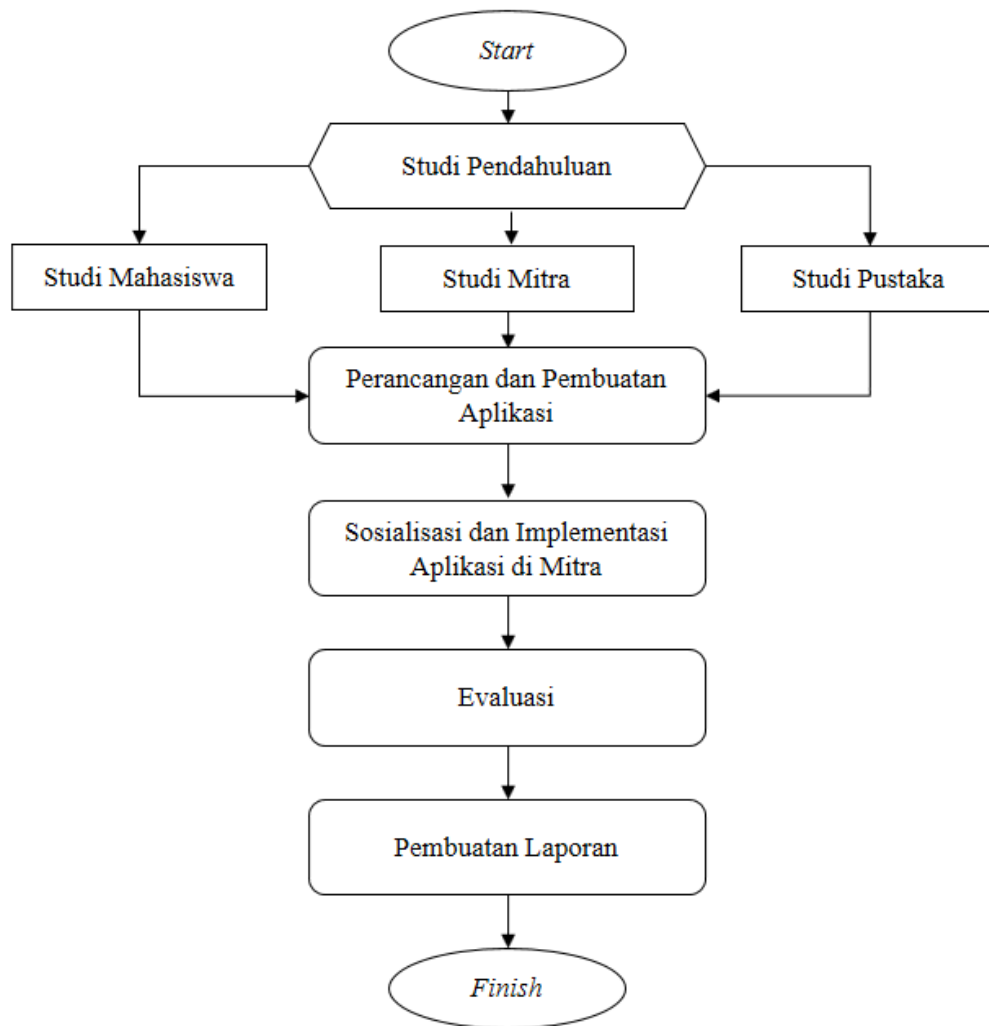 Start
Studi Pendahuluan
Studi Mahasiswa
Studi Mitra
Studi Pustaka
Perancangan dan Pembuatan
Aplikasi
Sosialisasi dan Implementasi
Aplikasi di Mitra
Evaluasi
Pembuatan Laporan
Finish